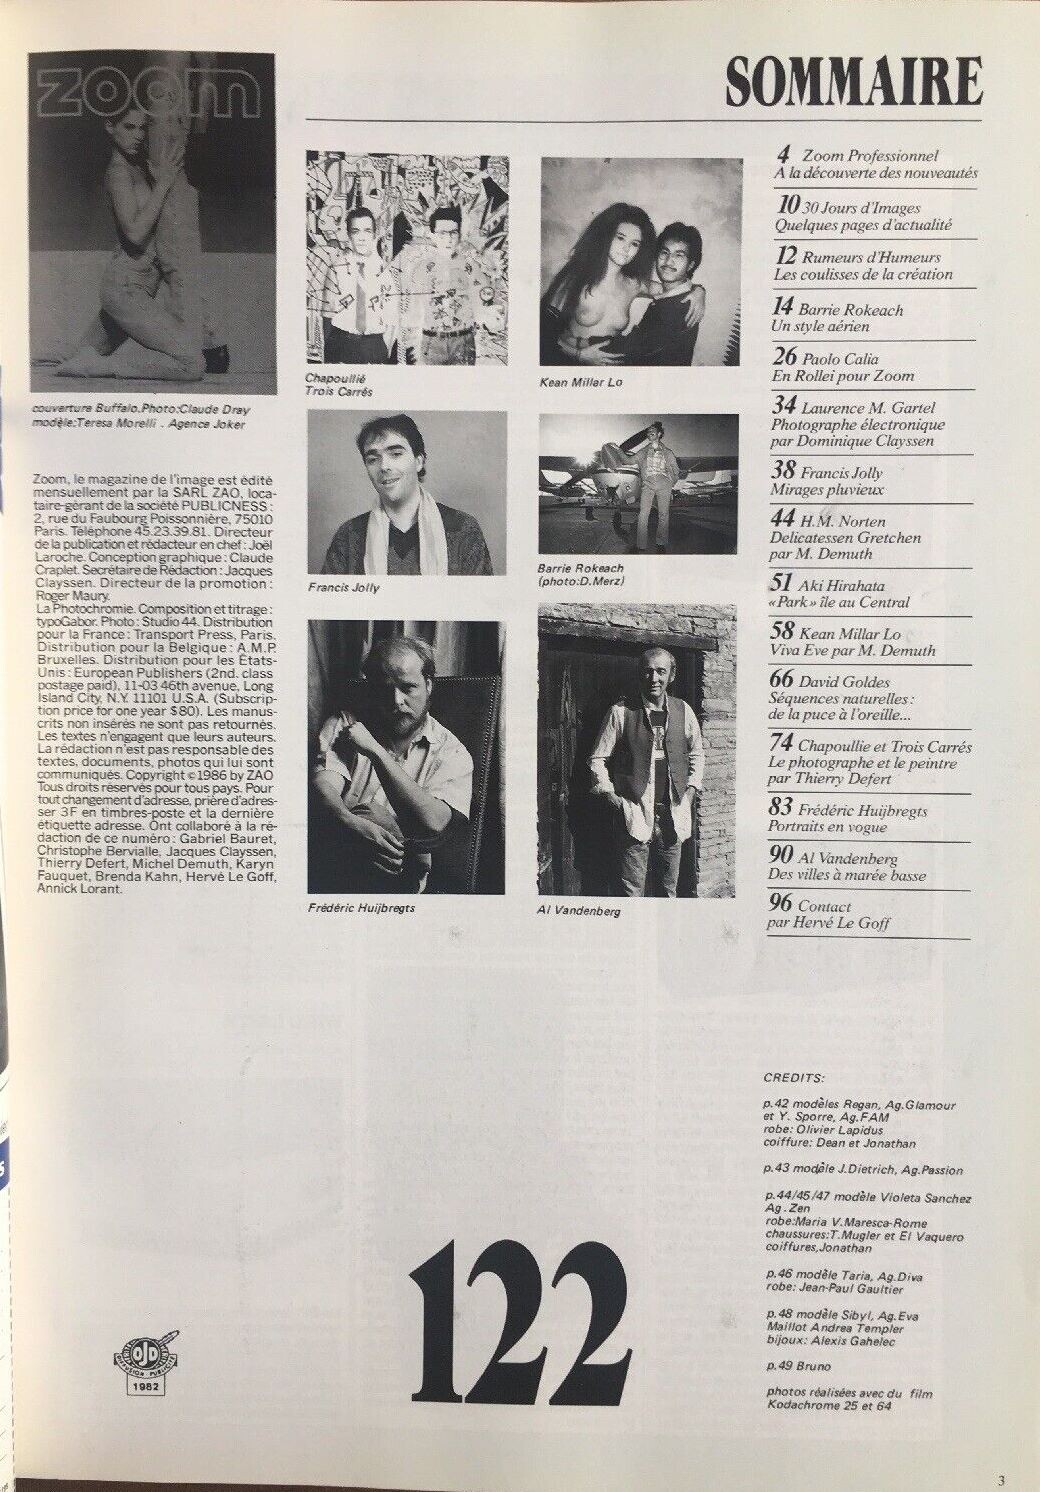 zoom
couverture Buffalo.Photo:Claude Dray
modèle:Teresa Morelli . Agence Joker
Zoom, le magazine de l'image est édité
mensuellement par la SARL ZAO, loca-
taire-gérant de la société PUBLICNESS :
2, rue du Faubourg Poissonnière, 75010
Paris. Téléphone 45.23.39.81. Directeur
de la publication et rédacteur en chef : Joël
Laroche. Conception graphique : Claude
Craplet. Secrétaire de Rédaction : Jacques
Clayssen. Directeur de la promotion :
Roger Maury.
La Photochromie. Composition et titrage :
typoGabor. Photo : Studio 44. Distribution
pour la France : Transport Press, Paris.
Distribution pour la Belgique : A.M.P.
Bruxelles. Distribution pour les États-
Unis : European Publishers (2nd. class
postage paid), 11-03 46th avenue, Long
Island City, N.Y. 11101 U.S.A. (Subscrip-
tion price for one year $80). Les manus-
crits non insérés ne sont pas retournés.
Les textes n'engagent que leurs auteurs.
La rédaction n'est pas responsable des
textes, documents, photos qui lui sont
communiqués. Copyright © 1986 by ZAO
Tous droits réservés pour tous pays. Pour
tout changement d'adresse, prière d'adres-
ser 3F en timbres-poste et la dernière
étiquette adresse. Ont collaboré à la ré-
daction de ce numéro : Gabriel Bauret,
Christophe Bervialle, Jacques Clayssen,
Thierry Defert, Michel Demuth, Karyn
Fauquet, Brenda Kahn, Hervé Le Goff,
Annick Lorant.
Chapoullié
Trois Carrés
Kean Millar Lo
Francis Jolly
Barrie Rokeach
(photo:D.Merz)
Frédéric Huijbregts
Al Vandenberg
SOMMAIRE
4 Zoom Professionnel
A la découverte des nouveautés
10 30 Jours d'Images
Quelques pages d'actualité
12 Rumeurs d'Humeurs
Les coulisses de la création
14 Barrie Rokeach
Un style aérien
26 Paolo Calia
En Rollei pour Zoom
34 Laurence M. Gartel
Photographe électronique
par Dominique Clayssen
38 Francis Jolly
Mirages pluvieux
44 H.M. Norten
Delicatessen Gretchen
par M. Demuth
51 Aki Hirahata
«Park» île au Central
58 Kean Millar Lo
Viva Eve par M. Demuth
66 David Goldes
Séquences naturelles :
de la puce à l'oreille...
74 Chapoullie et Trois Carrés
Le photographe et le peintre
par Thierry Defert
83 Frédéric Huijbregts
Portraits en vogue
90 Al Vandenberg
Des villes à marée basse
96 Contact
par Hervé Le Goff
CREDITS:
p.42 modèles Regan, Ag.Glamour
et Y. Sporre, Ag.FAM
robe: Olivier Lapidus
coiffure: Dean et Jonathan
p.43 modèle J.Dietrich, Ag.Passion
p.44/45/47 modèle Violeta Sanchez
Ag.Zen
robe:Maria V.Maresca-Rome
chaussures:T.Mugler et El Vaquero
coiffures,Jonathan
p.46 modèle Taria, Ag.Diva
robe: Jean-Paul Gaultier
p.48 modèle Sibyl, Ag.Eva
Maillot Andrea Templer
bijoux: Alexis Gahelec
p.49 Bruno
photos réalisées avec du film
Kodachrome 25 et 64
122
OJD
1982
3